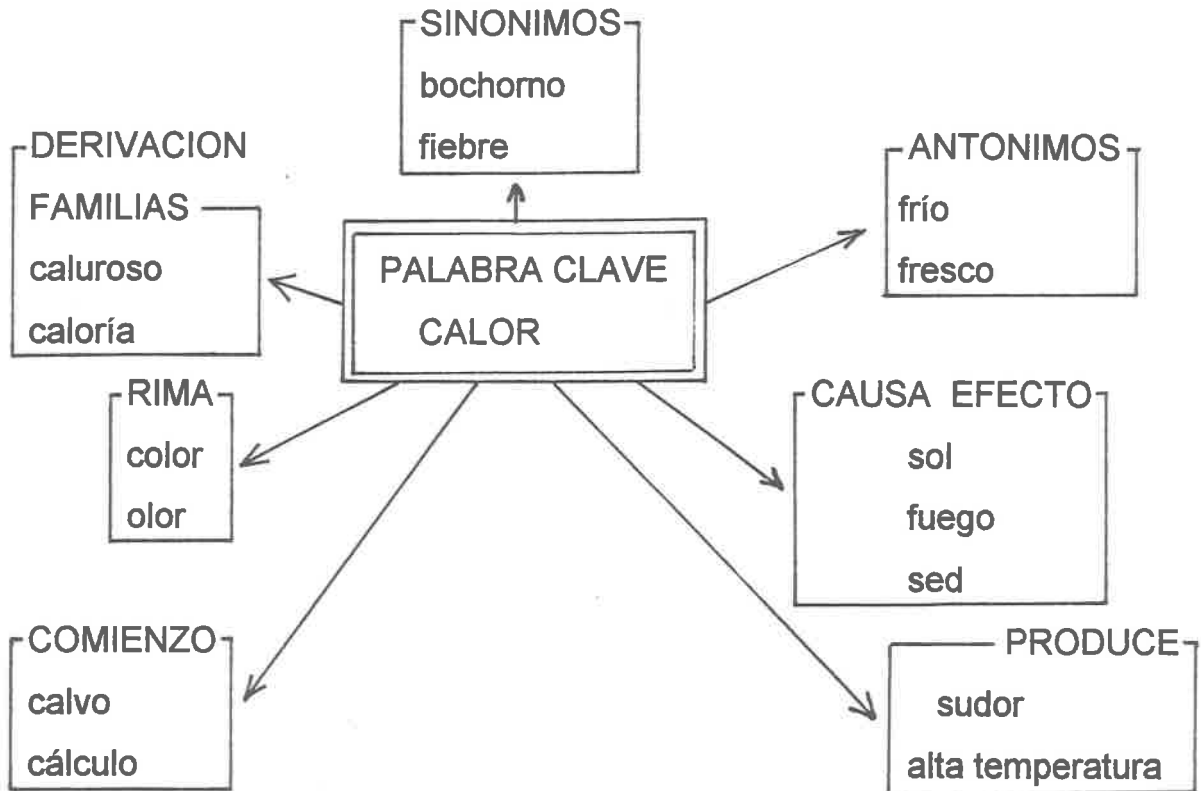 SINONIMOS
bochorno
fiebre
DERIVACION
FAMILIAS
caluroso
caloría
ANTONIMOS
frío
fresco
PALABRA CLAVE
CALOR
RIMA
color
olor
CAUSA EFECTO
sol
fuego
sed
COMIENZO
calvo
cálculo
PRODUCE
sudor
alta temperatura